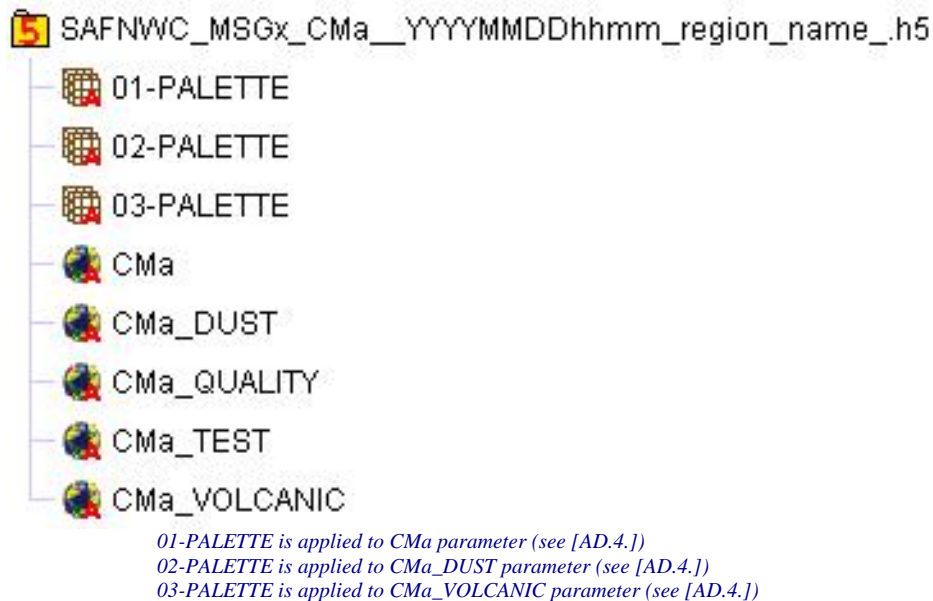 SAFNWC_MSGx_CMa__YYYYMMDDhhmm_region_name_.h5
01-PALETTE
02-PALETTE
03-PALETTE
CMa
CMa_DUST
CMa_QUALITY
CMa_TEST
CMa_VOLCANIC
01-PALETTE is applied to CMa parameter (see [AD.4.])
02-PALETTE is applied to CMa_DUST parameter (see [AD.4.])
03-PALETTE is applied to CMa_VOLCANIC parameter (see [AD.4.])